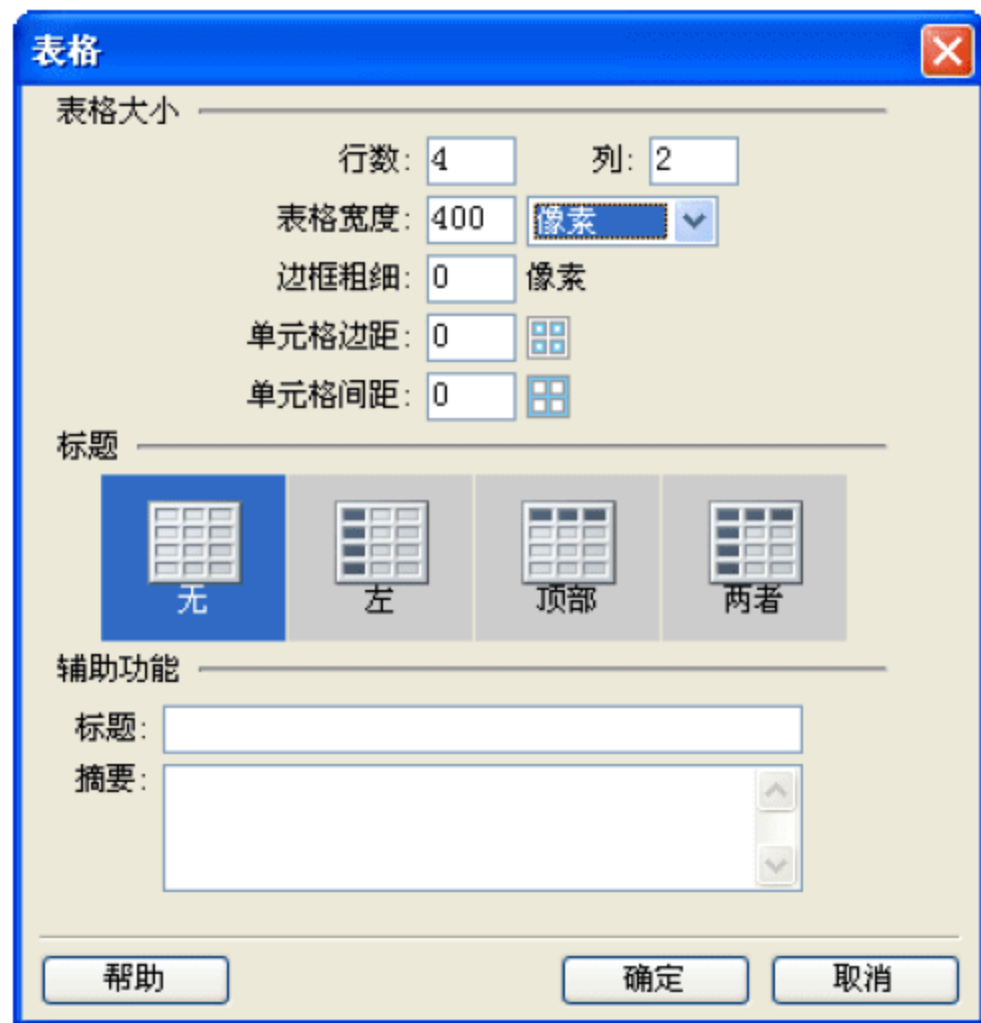 表格
表格大小
行数: 4 列: 2
表格宽度: 400 像素
边框粗细: 0 像素
单元格边距: 0
单元格间距: 0
标题
无 左 顶部 两者
辅助功能
标题:
摘要:
帮助 确定 取消